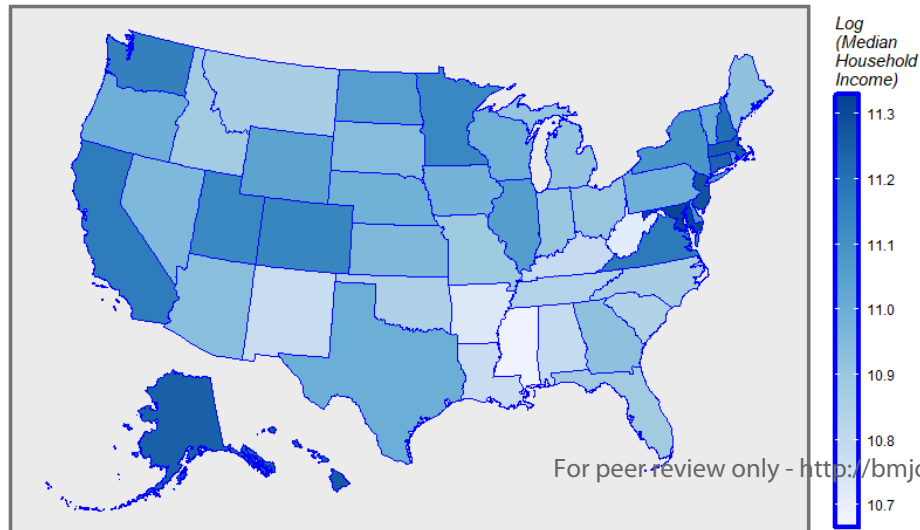 Log
(Median
Household
Income)
11.3
11.2
11.1
11.0
10.9
10.8
For peer review only - http://bmjo
10.7